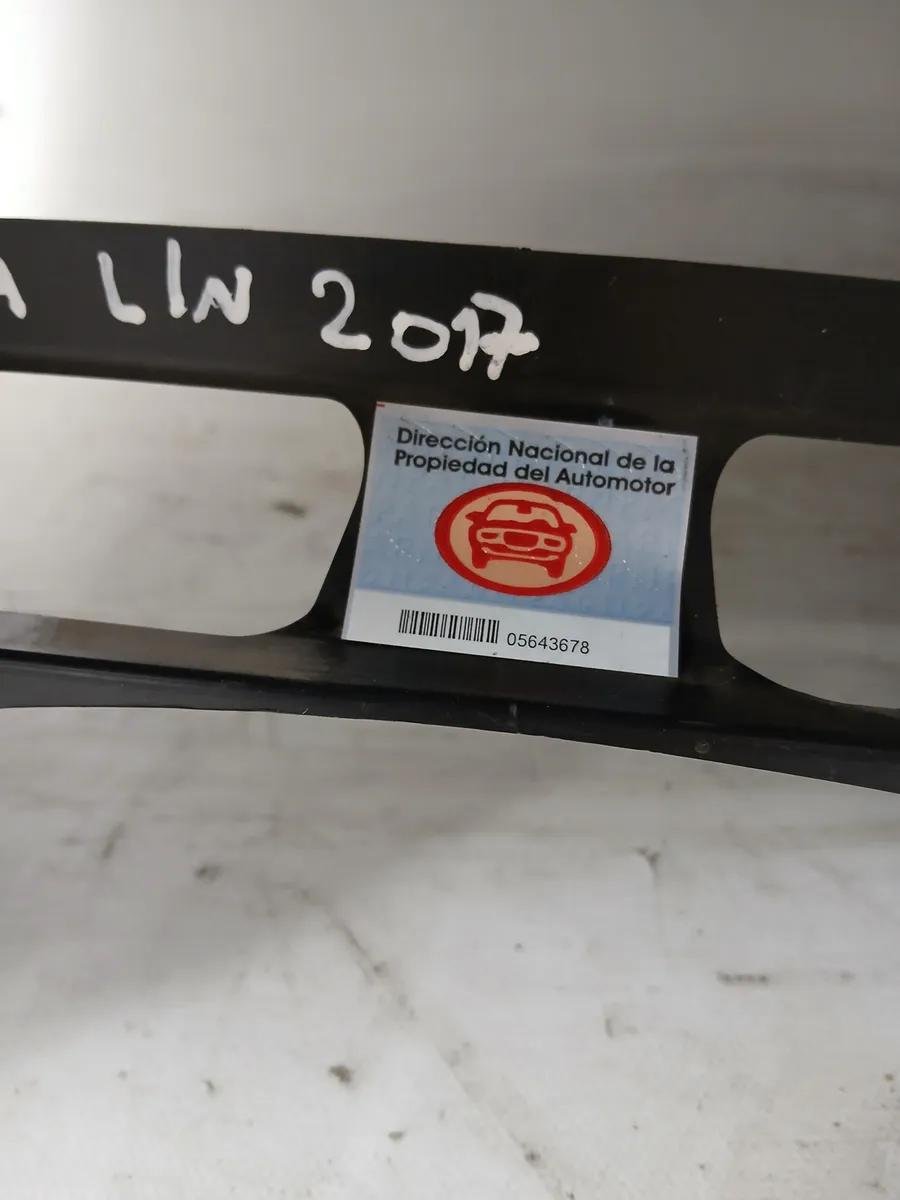 A LIN 2017
Dirección Nacional de la
Propiedad del Automotor
05643678